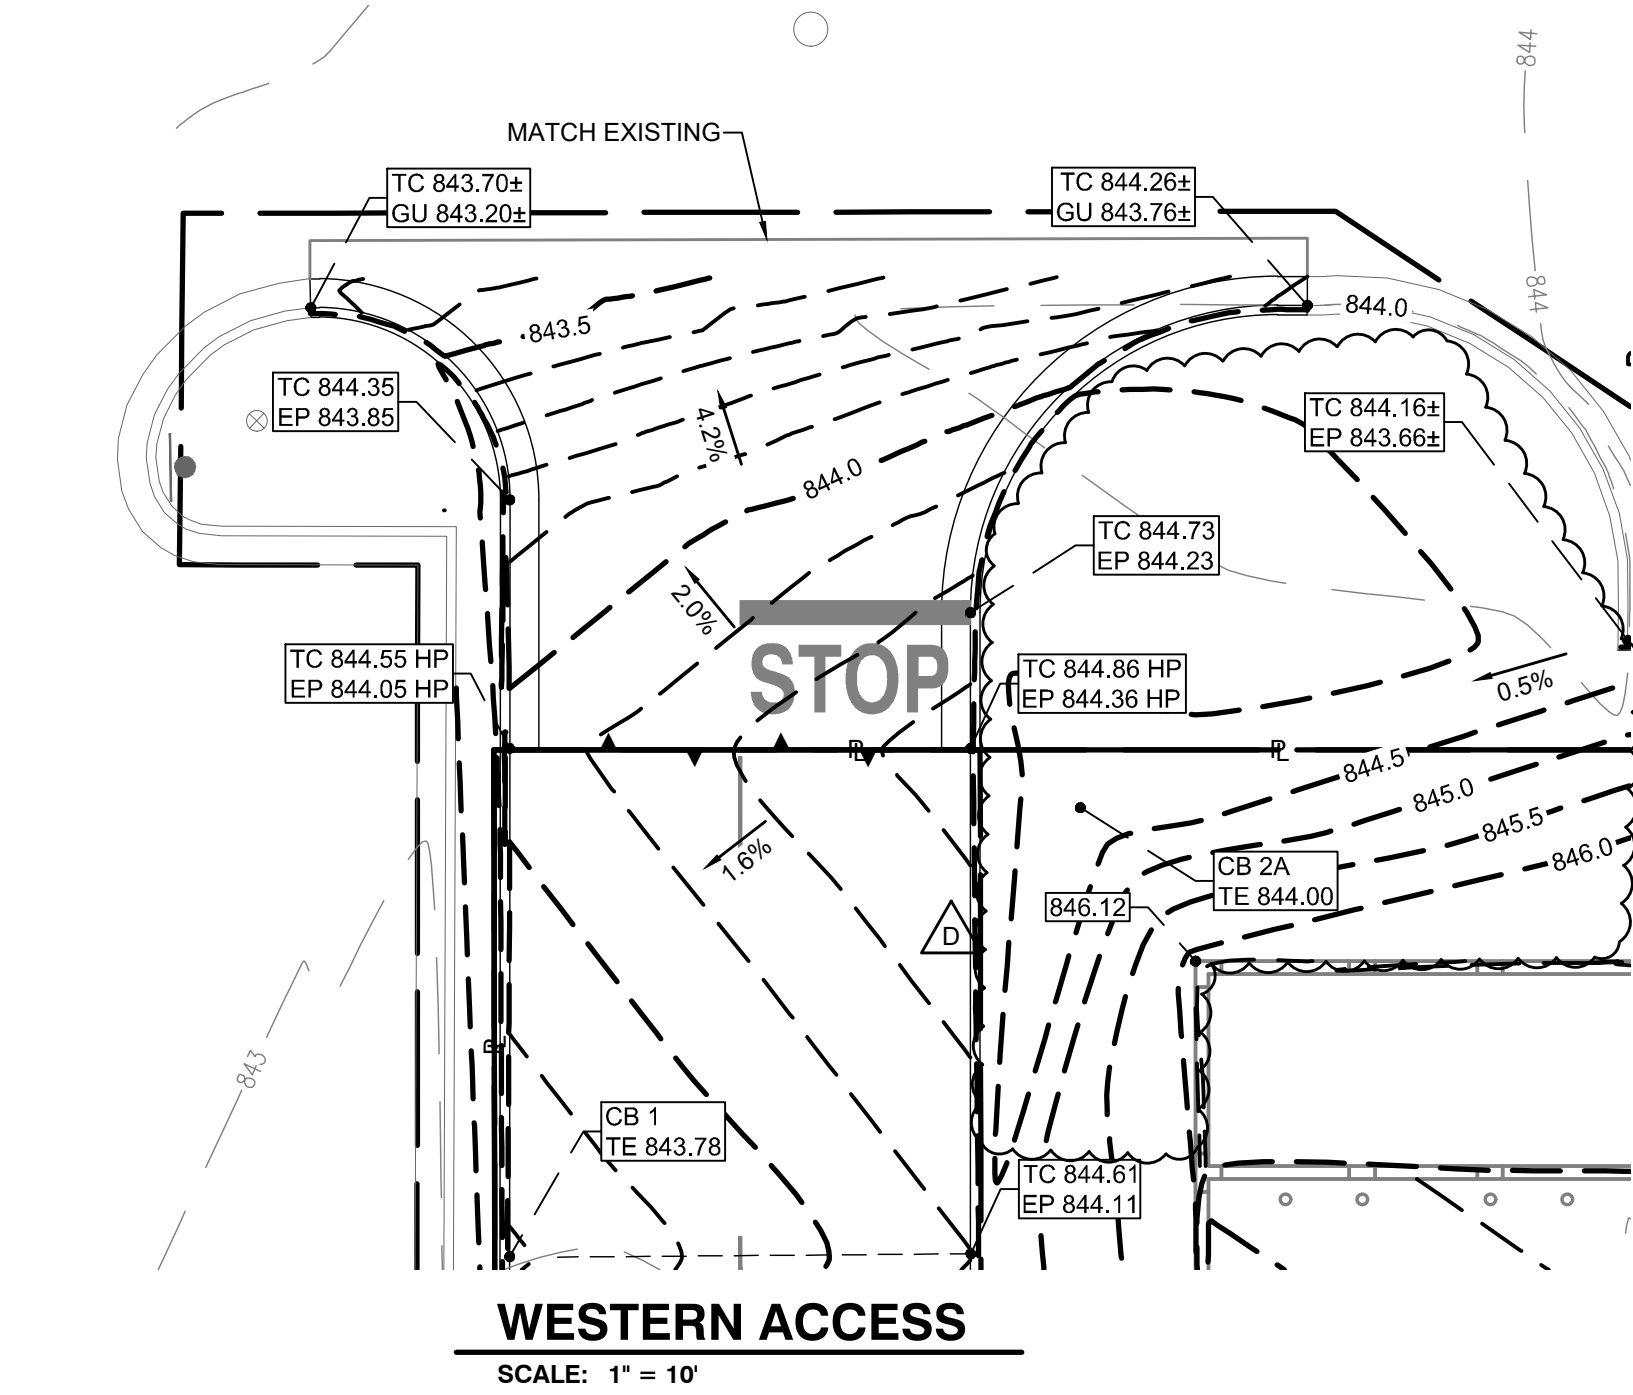 844
MATCH EXISTING
TC 843.70±
GU 843.20±
TC 844.26±
GU 843.76±
844
844.0
843.5
TC 844.35
EP 843.85
4.2%
TC 844.16±
EP 843.66±
844.0
TC 844.73
EP 844.23
2.0%
STOP
TC 844.55 HP
EP 844.05 HP
TC 844.86 HP
EP 844.36 HP
0.5%
PL
PL
844.5
845.0
845.5
846.0
1.6%
CB 2A
TE 844.00
846.12
D
PL
843
CB 1
TE 843.78
TC 844.61
EP 844.11
WESTERN ACCESS
SCALE: 1" = 10'